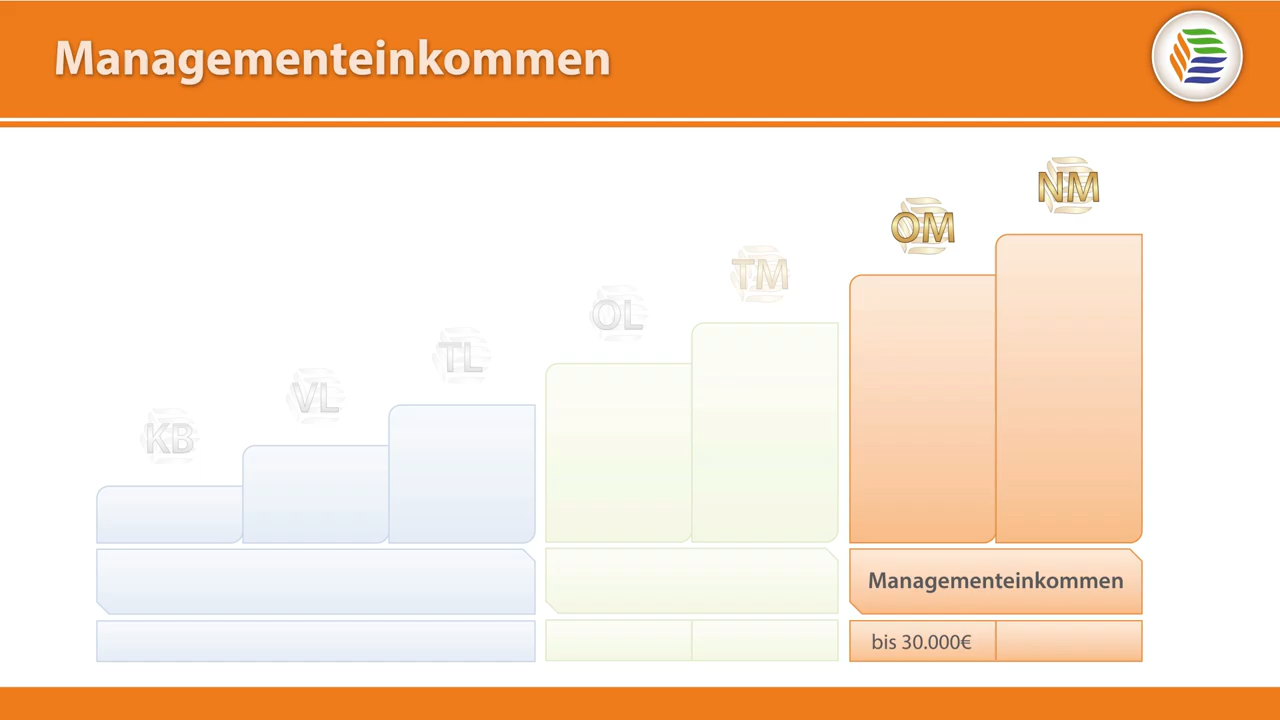 Managementeinkommen
NM
OM
TM
OL
TL
VL
KB
Managementeinkommen
bis 30.000€